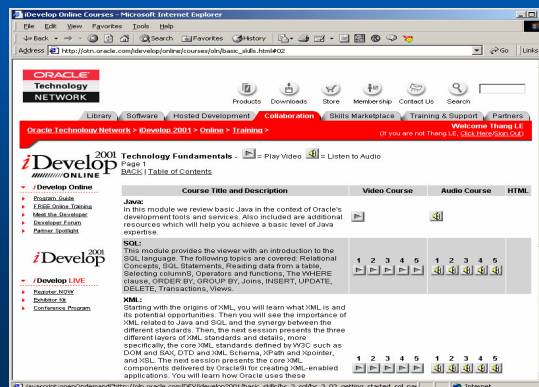 iDevelop Online Courses - Microsoft Internet Explorer
File Edit View Favorites Tools Help
Back Search Favorites History
Address http://otn.oracle.com/idevelop/online/courses/oln/basic_skills.html#02 Go Links
ORACLE
Technology
NETWORK
Products Downloads Store Membership Contact Us Search
Library Software Hosted Development Collaboration Skills Marketplace Training & Support Partners
Oracle Technology Network > iDevelop 2001 > Online > Training >
Welcome Thang LE
(If you are not Thang LE, Click Here/Sign Out)
iDevelop 2001
ONLINE
Technology Fundamentals - = Play Video = Listen to Audio
Page 1
BACK | Table of Contents
iDevelop Online
Program Guide
FREE Online Training
Meet the Developer
Developer Forum
Partner Spotlight
iDevelop 2001
iDevelop LIVE
Register NOW
Exhibitor Kit
Conference Program
Course Title and Description Video Course Audio Course HTML
Java:
In this module we review basic Java in the context of Oracle's
development tools and services. Also included are additional
resources which will help you achieve a basic level of Java
expertise.
SQL:
This module provides the viewer with an introduction to the
SQL language. The following topics are covered: Relational
Concepts, SQL Statements, Reading data from a table,
Selecting columnS, Operators and functions, The WHERE
clause, ORDER BY, GROUP BY, Joins, INSERT, UPDATE,
DELETE, Transactions, Views.
1 2 3 4 5 1 2 3 4 5
XML:
Starting with the origins of XML, you will learn what XML is and
its potential opportunities. Then you will see the importance of
XML related to Java and SQL and the synergy between the
different standards. Then, the next session presents the three
different layers of XML standards and details, more
specifically, the core XML standards defined by W3C such as
DOM and SAX, DTD and XML Schema, XPath and Xpointer,
and XSL. The next session presents the core XML
components delivered by Oracle9i for creating XML-enabled
applications. You will learn how Oracle uses these
1 2 3 4 5 1 2 3 4 5
Internet